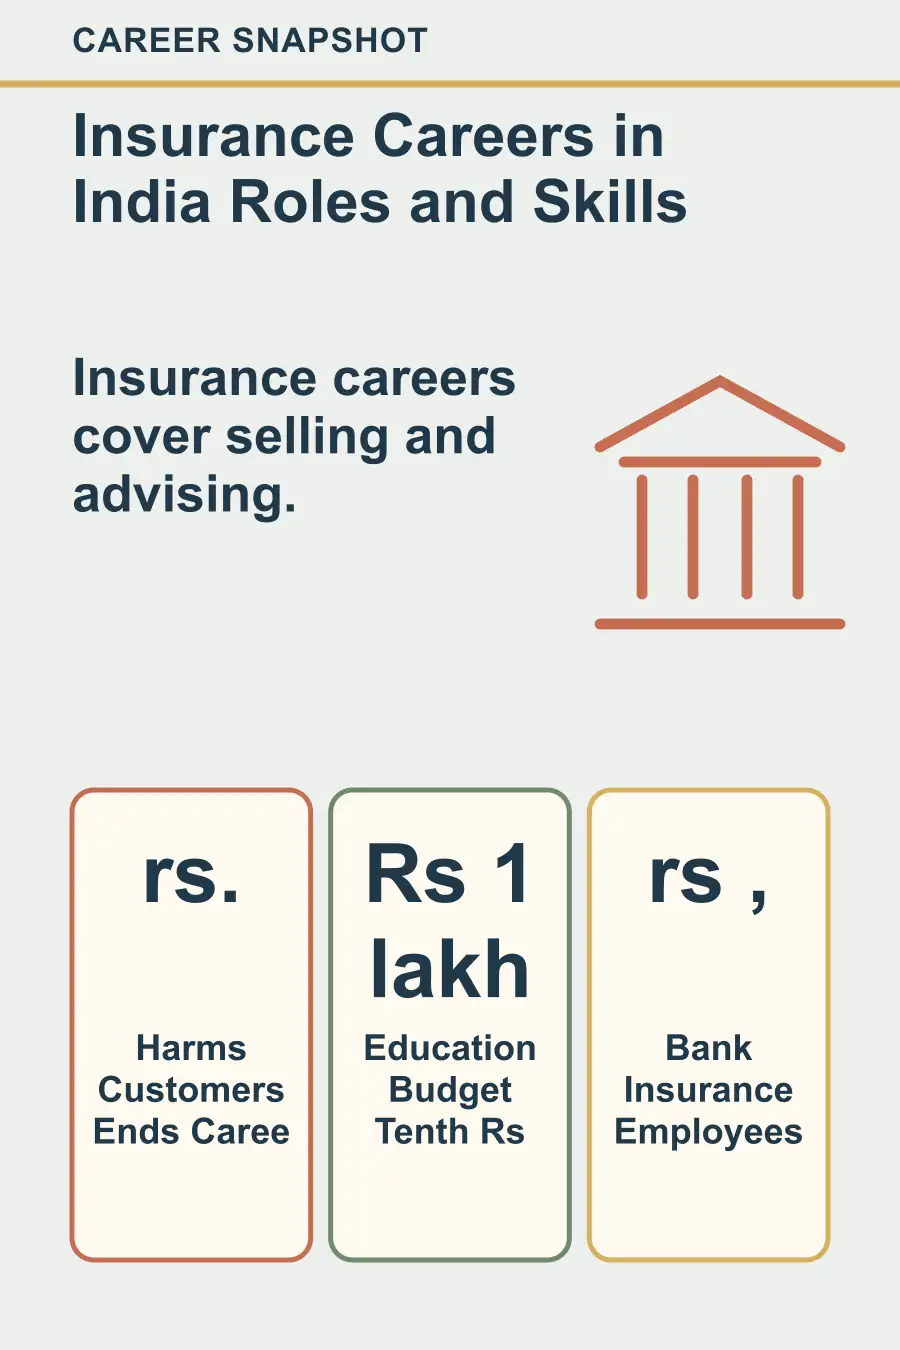 CAREER SNAPSHOT
Insurance Careers in
India Roles and Skills
Insurance careers
cover selling and
advising.
rs.
Harms
Customers
Ends Caree
Rs 1
lakh
Education
Budget
Tenth Rs
rs ,
Bank
Insurance
Employees